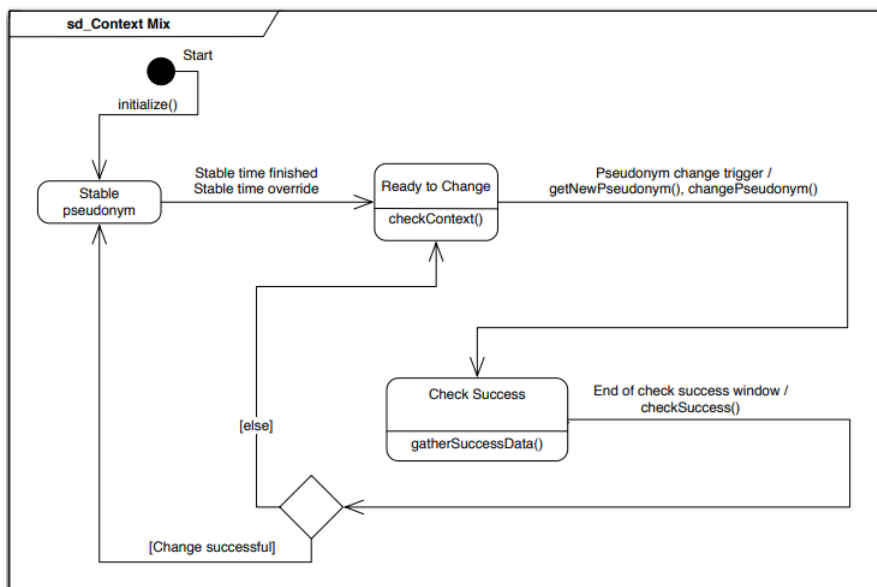 sd_Context Mix
Start
initialize()
Stable
pseudonym
Stable time finished
Stable time override
Ready to Change
checkContext()
Pseudonym change trigger /
getNewPseudonym(), changePseudonym()
Check Success
gatherSuccessData()
End of check success window /
checkSuccess()
[else]
[Change successful]